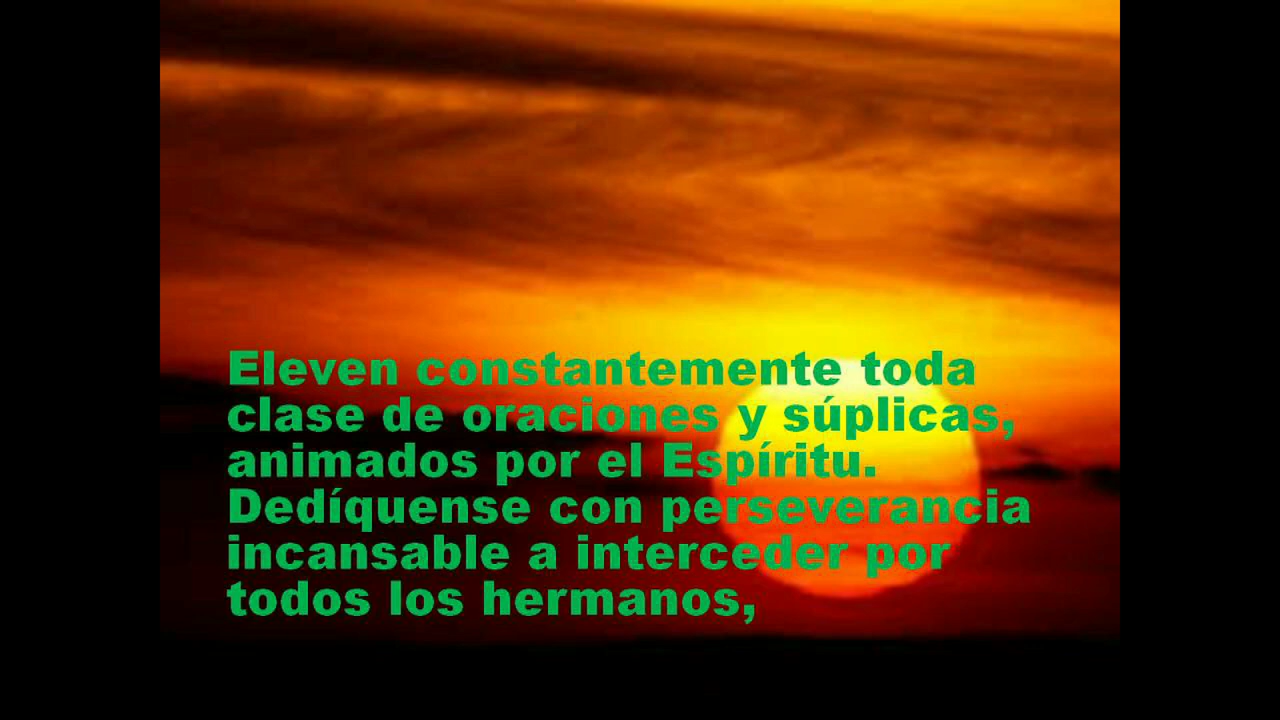 Eleven constantemente toda
clase de oraciones y súplicas,
animados por el Espíritu.
Dedíquense con perseverancia
incansable a interceder por
todos los hermanos,